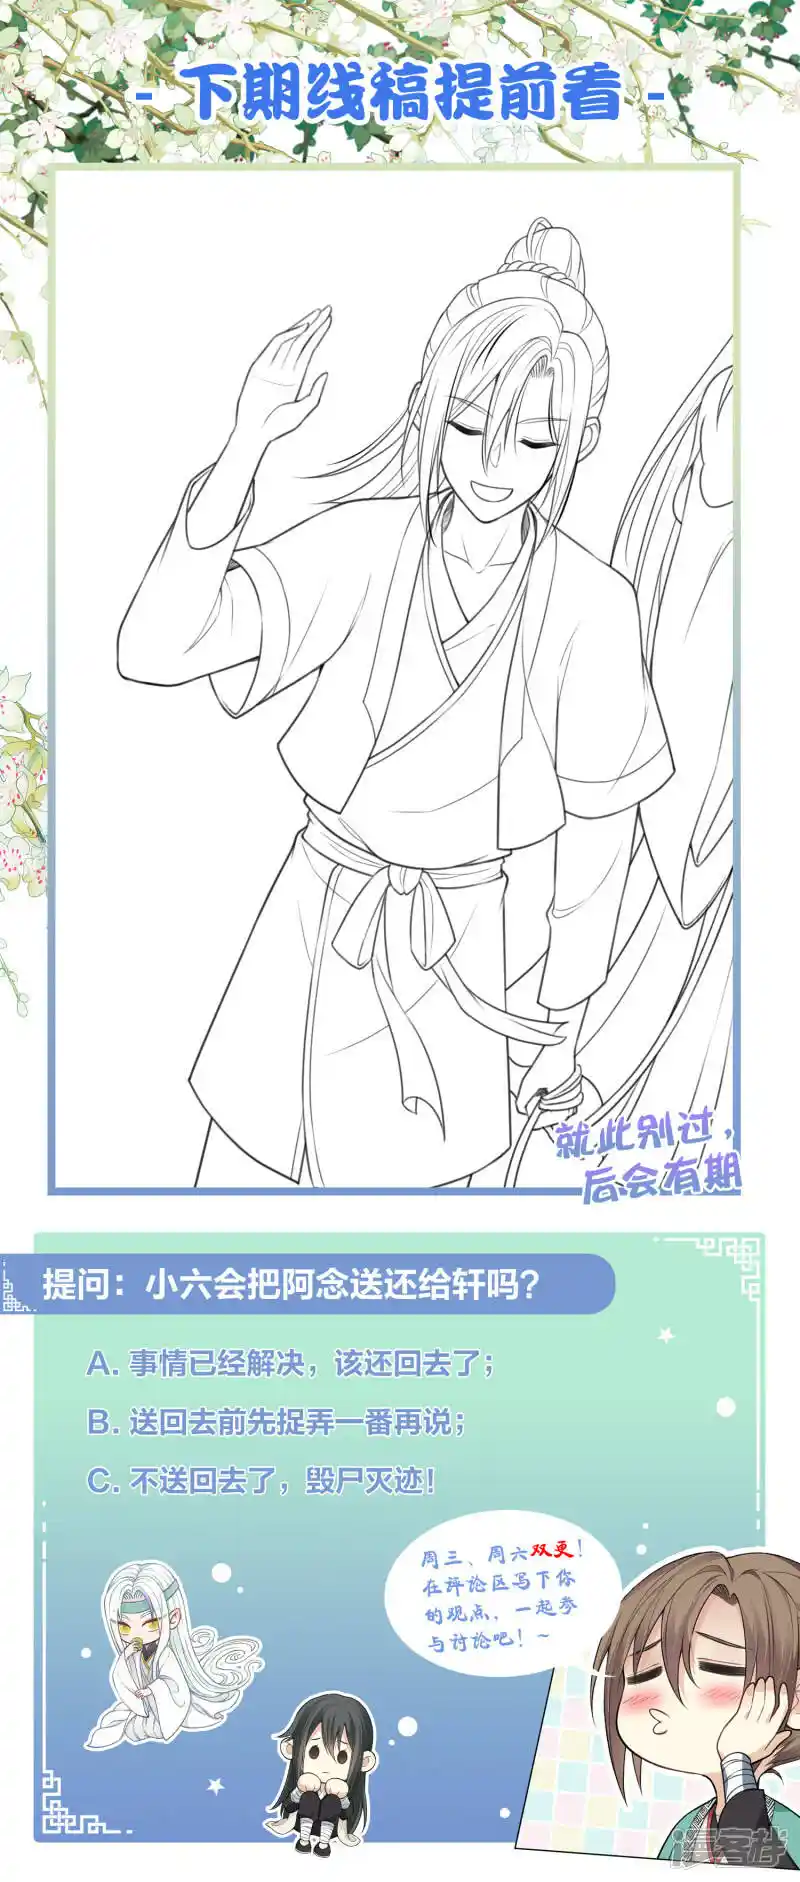 - 下期线稿提前看 -
就此别过，
后会有期
提问：小六会把阿念送还给轩吗？
A. 事情已经解决，该还回去了；
B. 送回去前先捉弄一番再说；
C. 不送回去了，毁尸灭迹！
周三、周六双更！
在评论区写下你
的观点，一起参
与讨论吧！~
漫客栈